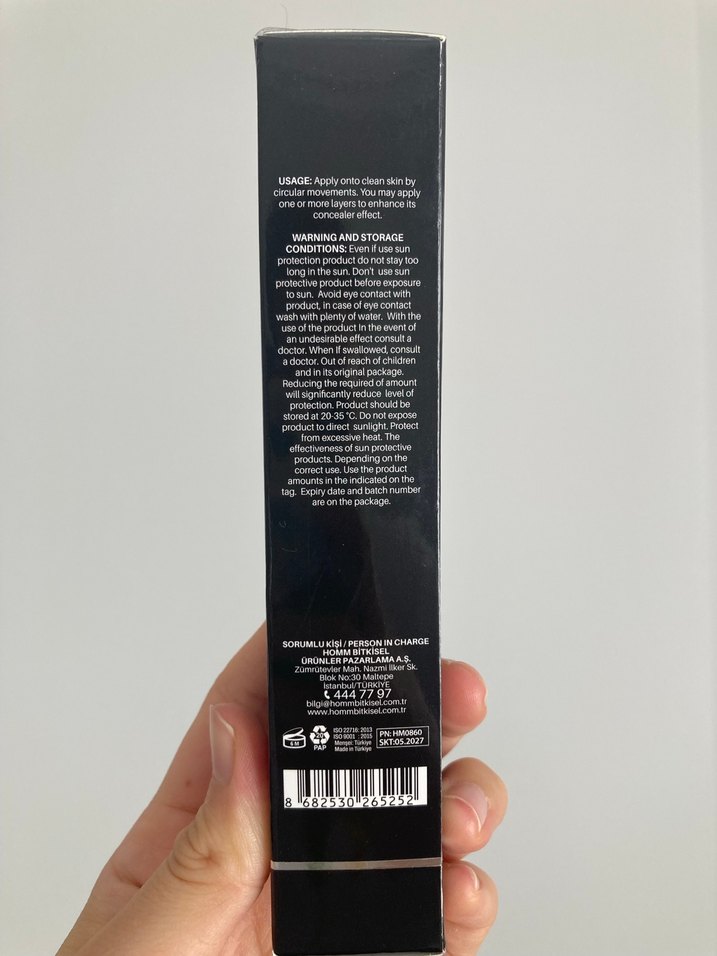 USAGE: Apply onto clean skin by
circular movements. You may apply
one or more layers to enhance its
concealer effect.
WARNING AND STORAGE
CONDITIONS: Even if use sun
protection product do not stay too
long in the sun. Don't use sun
protective product before exposure
to sun. Avoid eye contact with
product, in case of eye contact
wash with plenty of water. With the
use of the product In the event of
an undesirable effect consult a
doctor. When If swallowed, consult
a doctor. Out of reach of children
and in its original package.
Reducing the required of amount
will significantly reduce level of
protection. Product should be
stored at 20-35 °C. Do not expose
product to direct sunlight. Protect
from excessive heat. The
effectiveness of sun protective
products. Depending on the
correct use. Use the product
amounts in the indicated on the
tag. Expiry date and batch number
are on the package.
SORUMLU KİŞİ / PERSON IN CHARGE
HOMM BİTKİSEL
ÜRÜNLER PAZARLAMA A.Ş.
Zümrütevler Mah. Nazmi İlker Sk.
Blok No:30 Maltepe
İstanbul/TÜRKİYE
444 77 97
bilgi@hommbitkisel.com.tr
www.hommbitkisel.com.tr
6 M
20
PAP
ISO 22716: 2013
ISO 9001 : 2015
Menşei: Türkiye
Made in Türkiye
PN: HM0860
SKT:05.2027
8 682530 265252